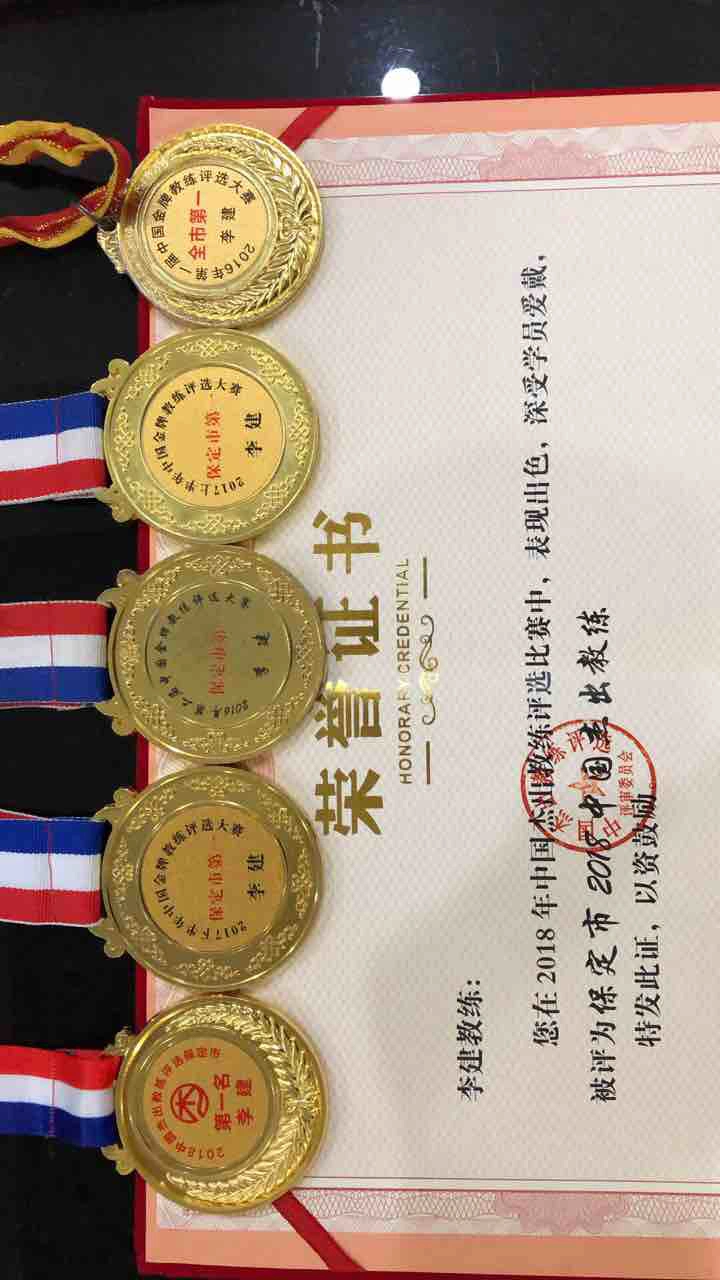 2018中国杰出教练评选保定市
第一名
李建
2017下半年中国金牌教练评选大赛
保定市第一
李建
保定市第一
李建
2017上半年中国金牌教练评选大赛
保定市第一
李建
2016年第一届中国金牌教练评选大赛
全市第一
李建
荣誉证书
HONORARY CREDENTIAL
李建教练:
您在2018年中国杰出教练评选比赛中,表现出色,深受学员爱戴,
被评为保定市2018中国杰出教练
特发此证,以资鼓励。
评审委员会